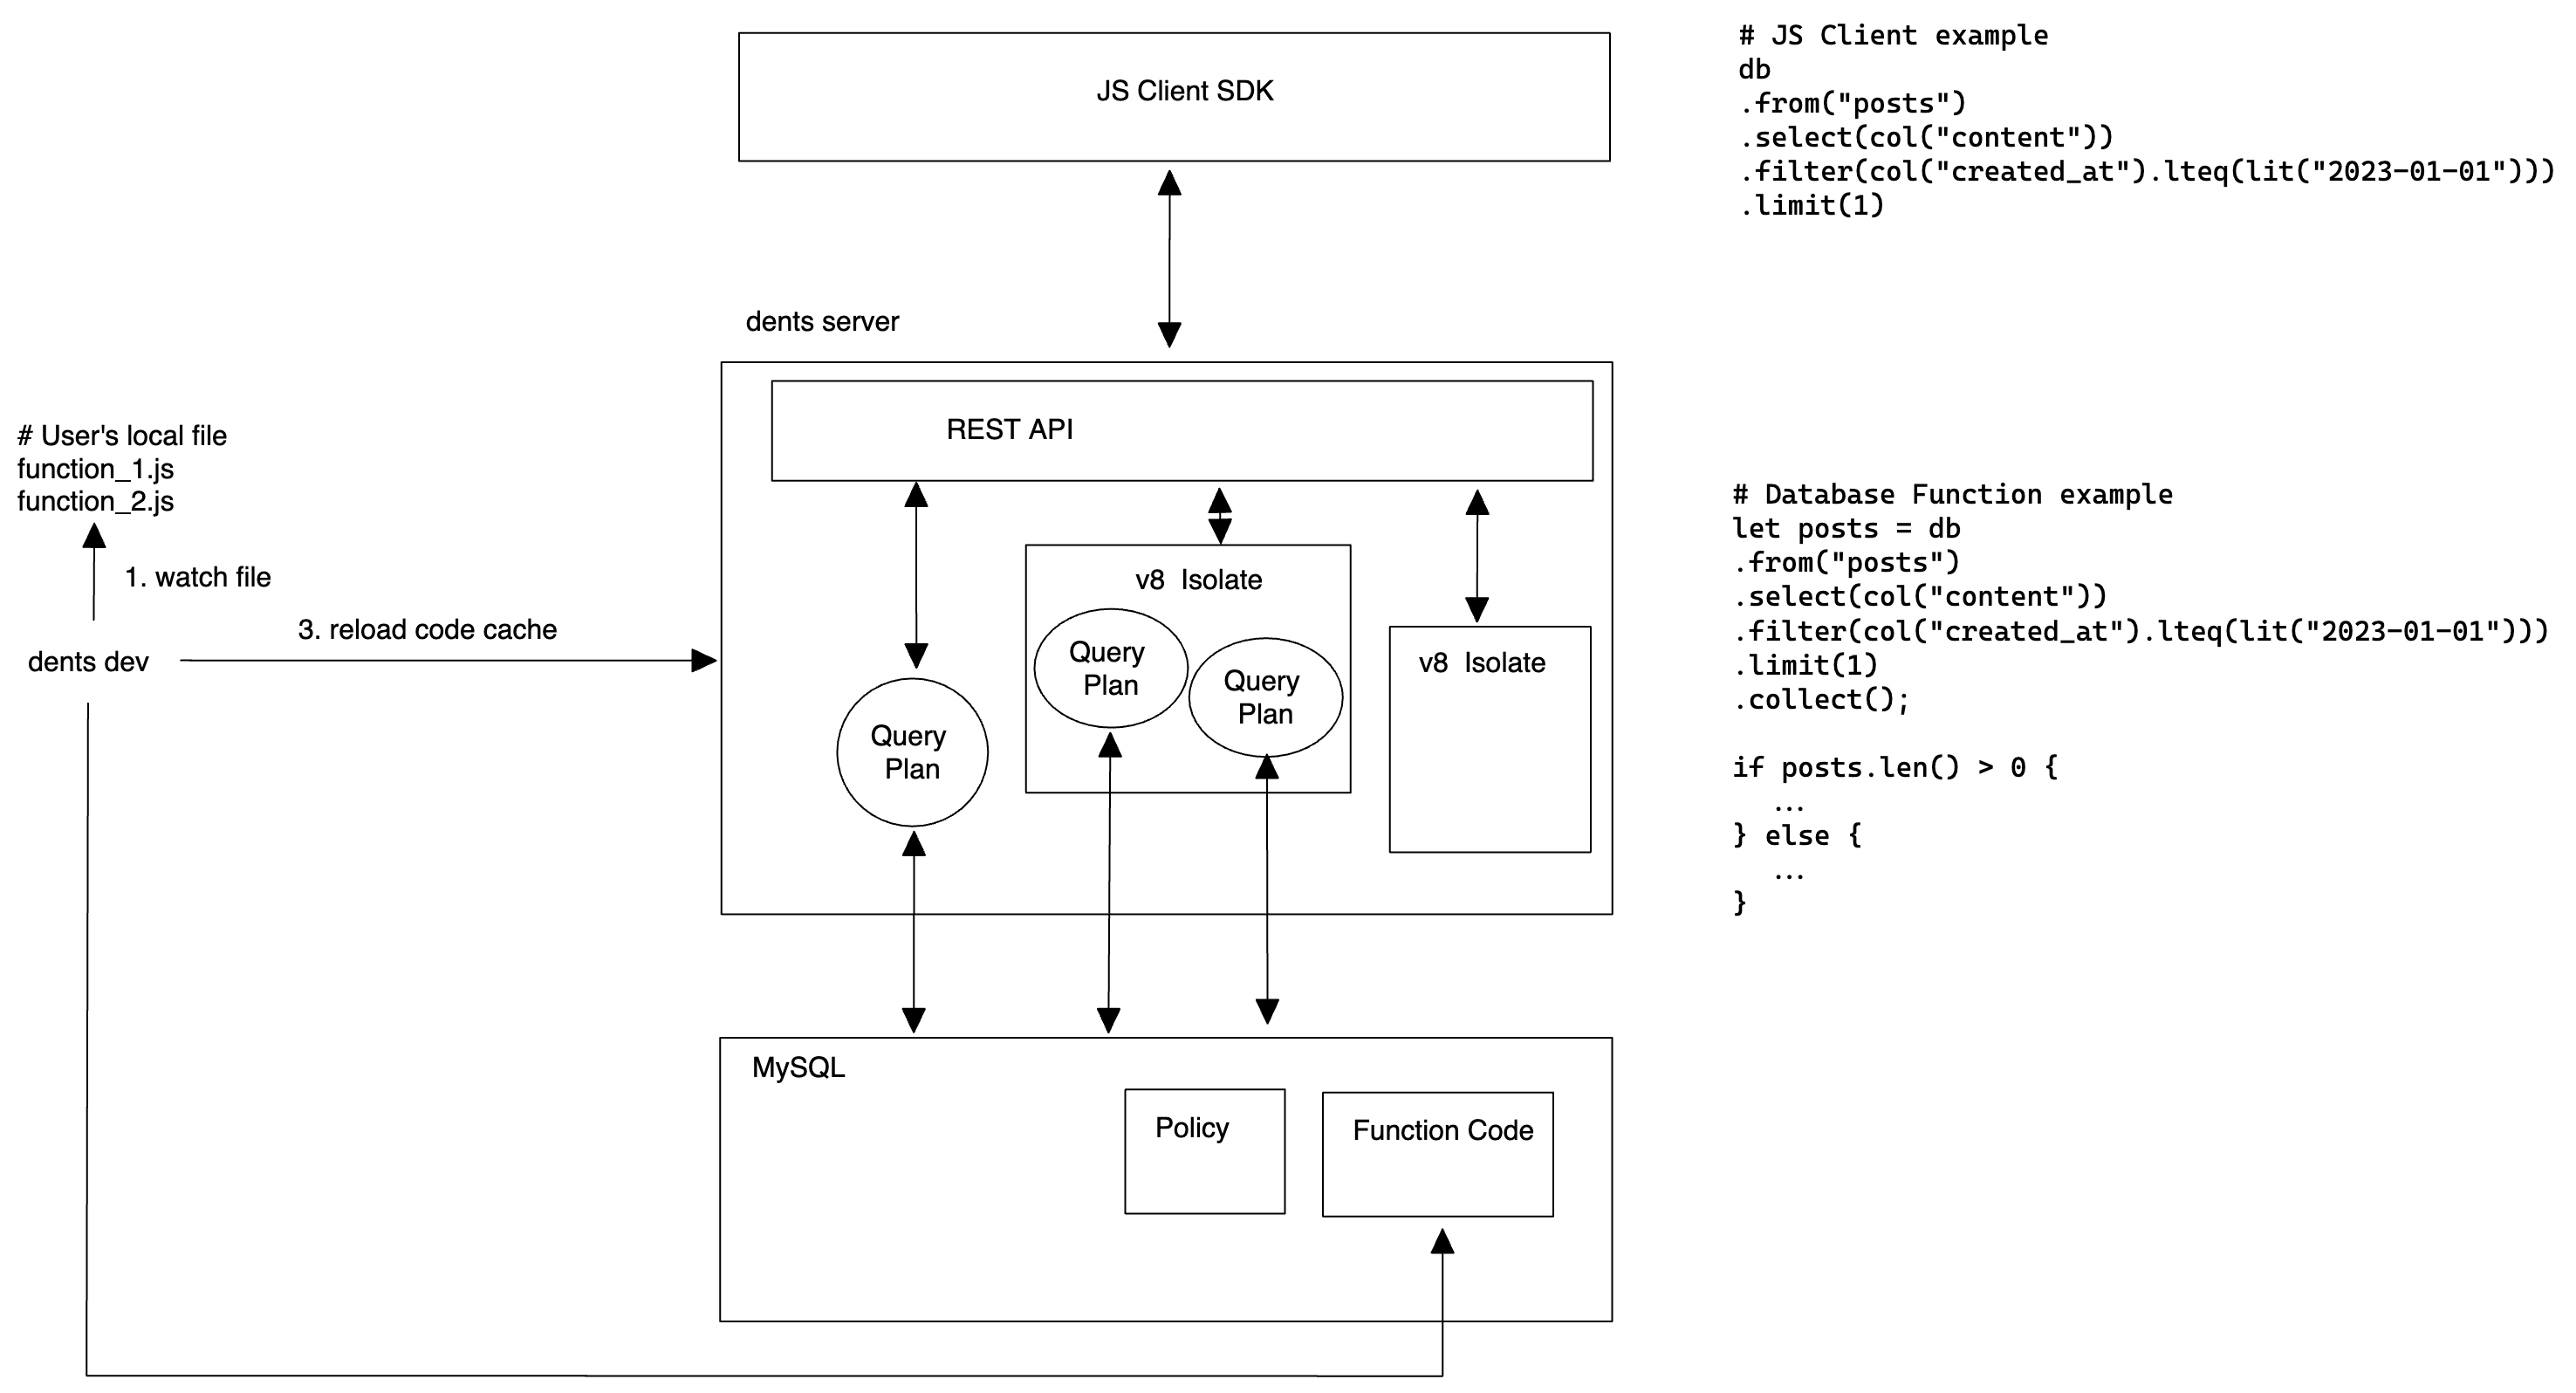 JS Client SDK
# JS Client example
db
.from("posts")
.select(col("content"))
.filter(col("created_at").lteq(lit("2023-01-01")))
.limit(1)
dents server
REST API
# User's local file
function_1.js
function_2.js
1. watch file
3. reload code cache
dents dev
v8  Isolate
Query
Plan
Query
Plan
v8  Isolate
Query
Plan
# Database Function example
let posts = db
.from("posts")
.select(col("content"))
.filter(col("created_at").lteq(lit("2023-01-01")))
.limit(1)
.collect();
if posts.len() > 0 {
...
} else {
...
}
MySQL
Policy
Function Code